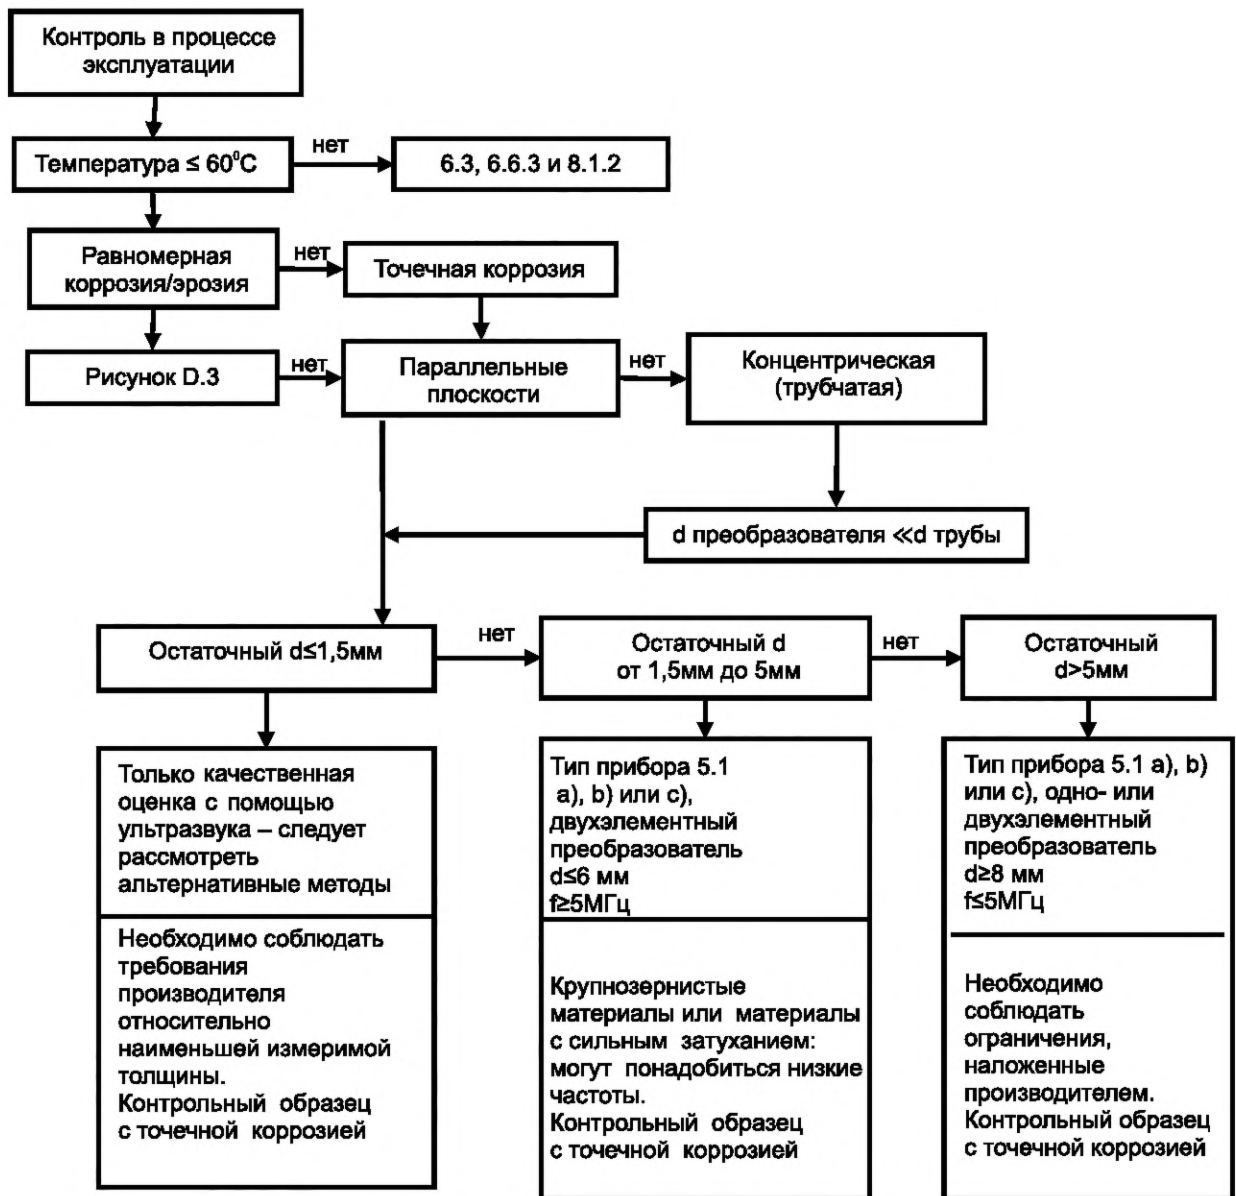 Контроль в процессе
эксплуатации
Температура ≤ 60⁰С
нет
6.3, 6.6.3 и 8.1.2
Равномерная
коррозия/эрозия
нет
Точечная коррозия
Рисунок D.3
нет
Параллельные
плоскости
нет
Концентрическая
(трубчатая)
d преобразователя ≪d трубы
Остаточный d≤1,5мм
нет
Остаточный d
от 1,5мм до 5мм
нет
Остаточный
d>5мм
Только качественная
оценка с помощью
ультразвука – следует
рассмотреть
альтернативные методы
Необходимо соблюдать
требования
производителя
относительно
наименьшей измеримой
толщины.
Контрольный образец
с точечной коррозией
Тип прибора 5.1
a), b) или c),
двухэлементный
преобразователь
d≤6 мм
f≥5МГц
Крупнозернистые
материалы или материалы
с сильным затуханием:
могут понадобиться низкие
частоты.
Контрольный образец
с точечной коррозией
Тип прибора 5.1 a), b)
или c), одно- или
двухэлементный
преобразователь
d≥8 мм
f≤5МГц
Необходимо
соблюдать
ограничения,
наложенные
производителем.
Контрольный образец
с точечной коррозией